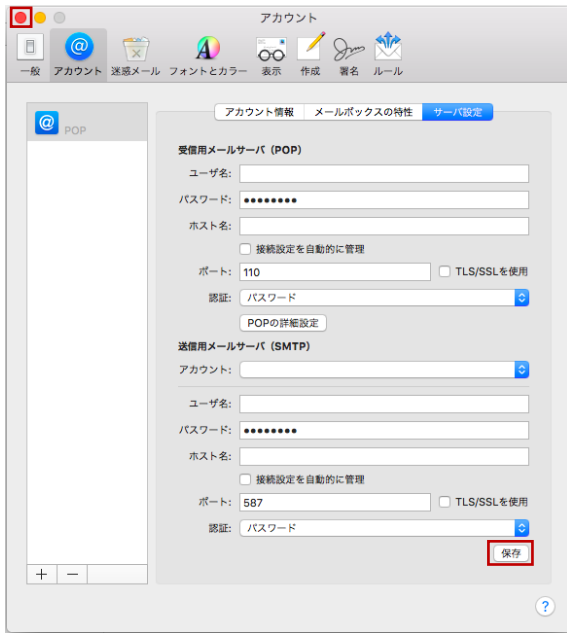 アカウント
一般 アカウント 迷惑メール フォントとカラー 表示 作成 署名 ルール
POP
アカウント情報 メールボックスの特性 サーバ設定
受信用メールサーバ（POP）
ユーザ名:
パスワード: ●●●●●●●●
ホスト名:
接続設定を自動的に管理
ポート: 110 TLS/SSLを使用
認証: パスワード
POPの詳細設定
送信用メールサーバ（SMTP）
アカウント:
ユーザ名:
パスワード: ●●●●●●●●
ホスト名:
接続設定を自動的に管理
ポート: 587 TLS/SSLを使用
認証: パスワード
保存
+ −
?